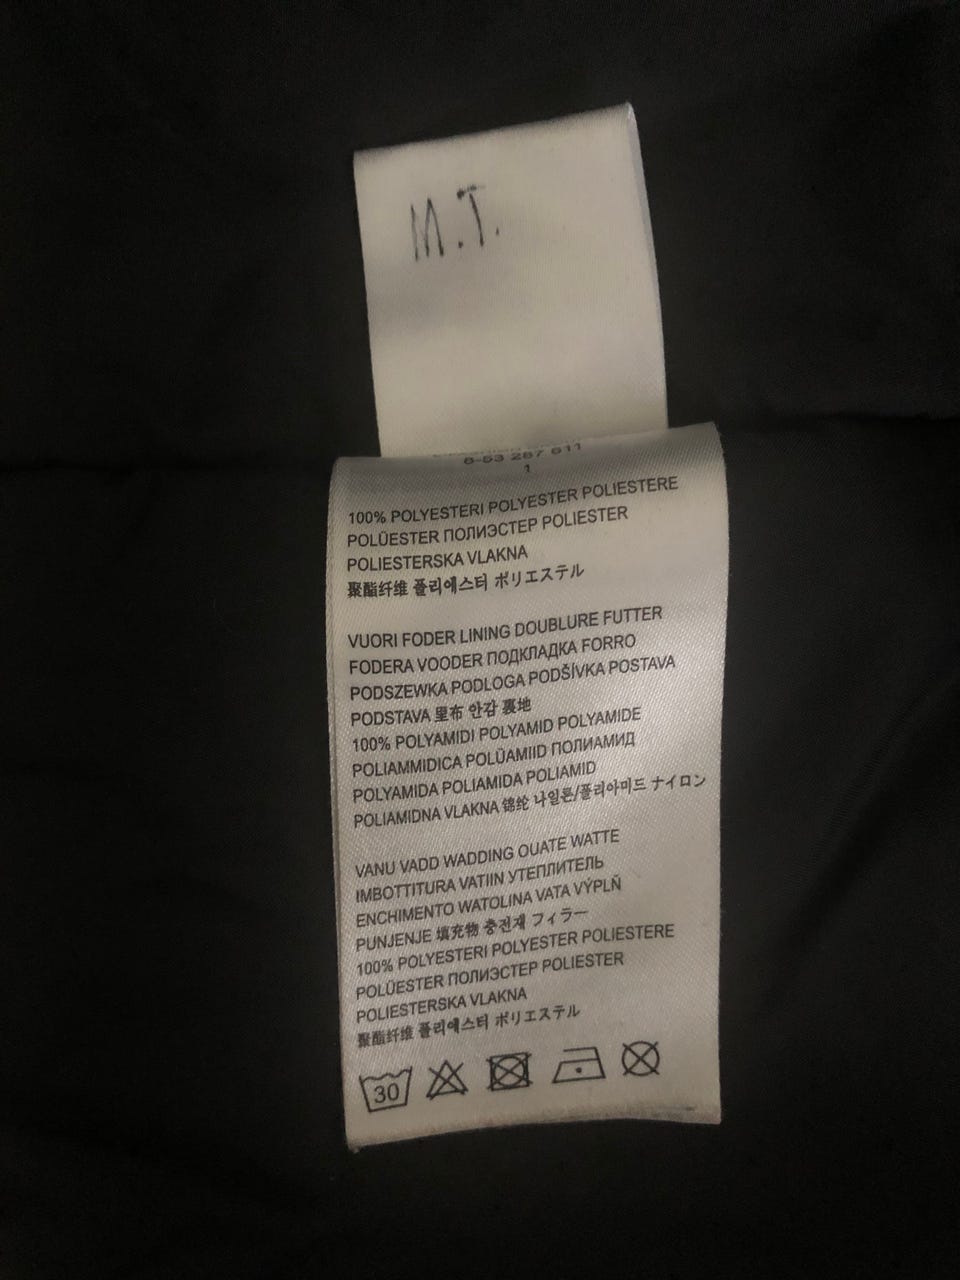 M.T.
8-53 287 811
1
100% POLYESTERI POLYESTER POLIESTERE
POLÜESTER ПОЛИЭСТЕР POLIESTER
POLIESTERSKA VLAKNA
聚酯纤维 폴리에스터 ポリエステル
VUORI FODER LINING DOUBLURE FUTTER
FODERA VOODER ПОДКЛАДКА FORRO
PODSZEWKA PODLOGA PODŠÍVKA POSTAVA
PODSTAVA 里布 안감 裏地
100% POLYAMIDI POLYAMID POLYAMIDE
POLIAMMIDICA POLÜAMIID ПОЛИАМИД
POLYAMIDA POLIAMIDA POLIAMID
POLIAMIDNA VLAKNA 锦纶 나일론/폴리아미드 ナイロン
VANU VADD WADDING OUATE WATTE
IMBOTTITURA VATIIN УТЕПЛИТЕЛЬ
ENCHIMENTO WATOLINA VATA VÝPLŇ
PUNJENJE 填充物 충전재 フィラー
100% POLYESTERI POLYESTER POLIESTERE
POLÜESTER ПОЛИЭСТЕР POLIESTER
POLIESTERSKA VLAKNA
聚酯纤维 폴리에스터 ポリエステル
30